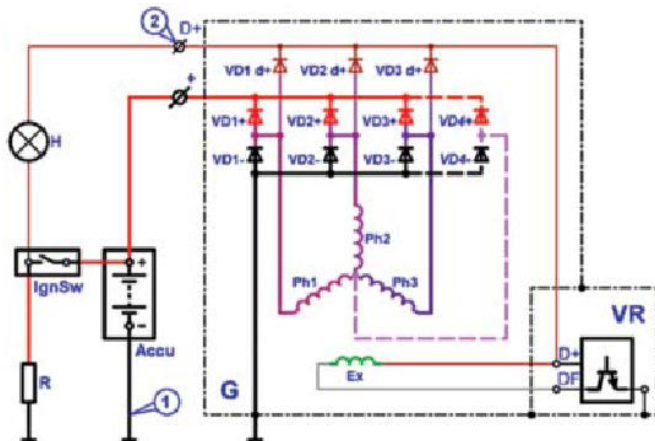 2 D+
VD1 d+ VD2 d+ VD3 d+
+
VD1+ VD2+ VD3+ VD4+
H
VD1- VD2- VD3- VD4-
Ph2
+
IgnSw
Ph1 Ph3
- VR
Accu
D+
R
Ex DF
1 G